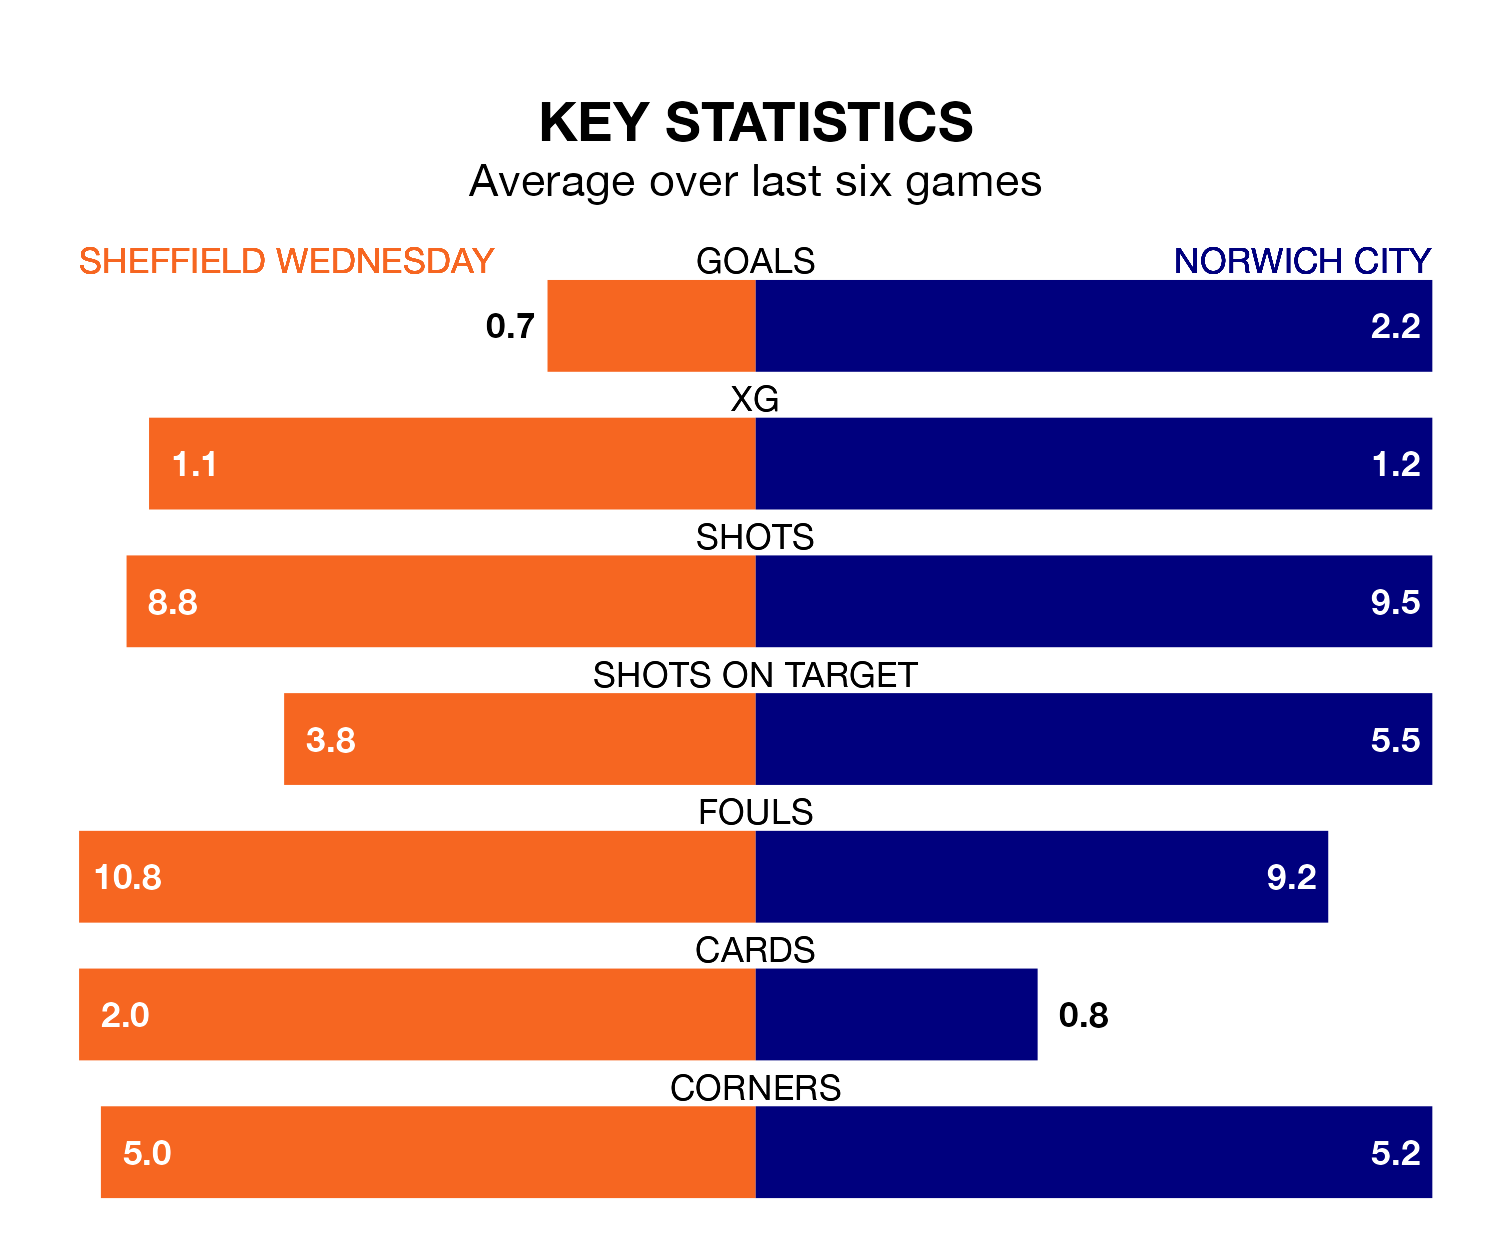 KEY STATISTICS
Average over last six games
SHEFFIELD WEDNESDAY GOALS NORWICH CITY
0.7 2.2
XG
1.1 1.2
SHOTS
8.8 9.5
SHOTS ON TARGET
3.8 5.5
FOULS
10.8 9.2
CARDS
2.0 0.8
CORNERS
5.0 5.2